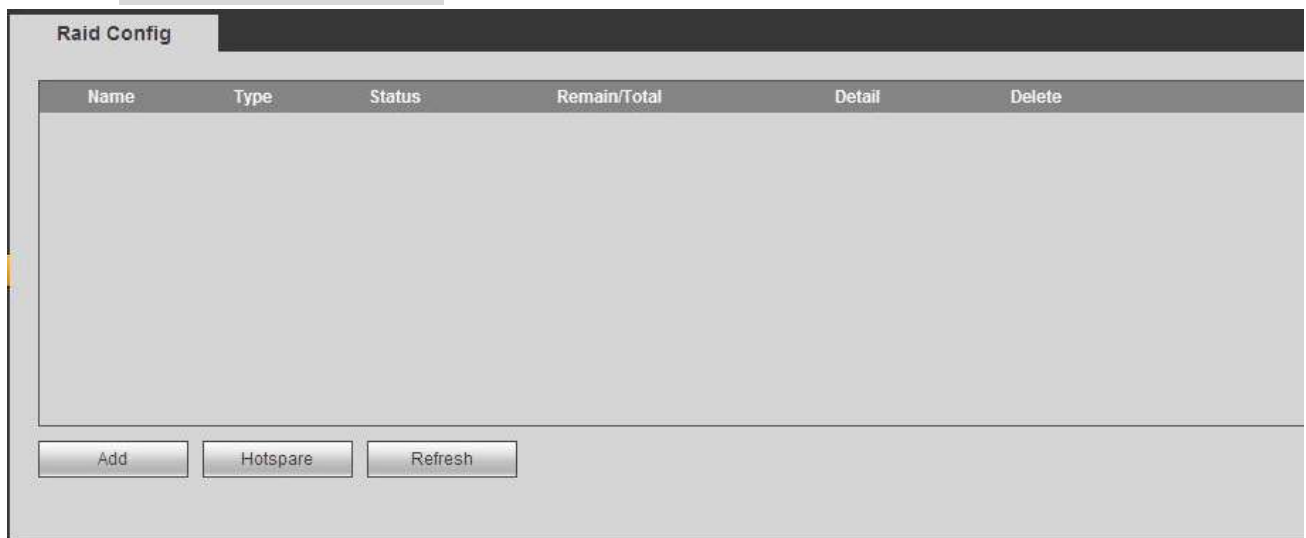 Raid Config
Name Type Status Remain/Total Detail Delete
Add Hotspare Refresh